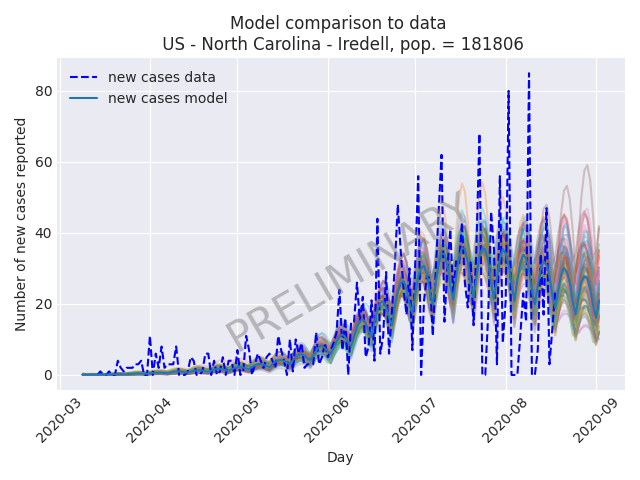 Model comparison to data
US - North Carolina - Iredell, pop. = 181806
new cases data
new cases model
Number of new cases reported
80
60
40
20
0
PRELIMINARY
2020-03
2020-04
2020-05
2020-06
2020-07
2020-08
2020-09
Day